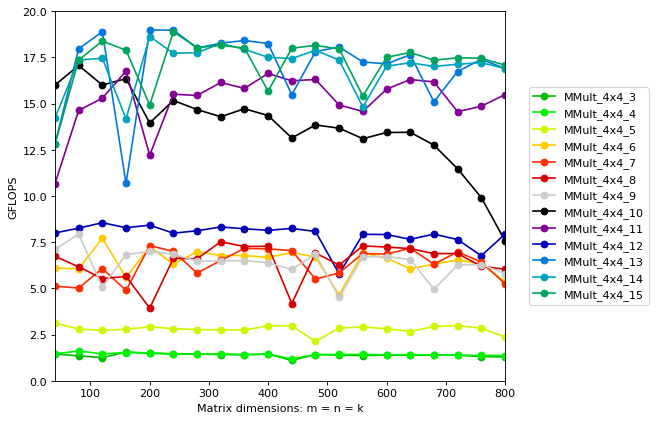 20.0
17.5
15.0
12.5
10.0
7.5
5.0
2.5
0.0
GFLOPS
100
200
300
400
500
600
700
800
Matrix dimensions: m = n = k
MMult_4x4_3
MMult_4x4_4
MMult_4x4_5
MMult_4x4_6
MMult_4x4_7
MMult_4x4_8
MMult_4x4_9
MMult_4x4_10
MMult_4x4_11
MMult_4x4_12
MMult_4x4_13
MMult_4x4_14
MMult_4x4_15